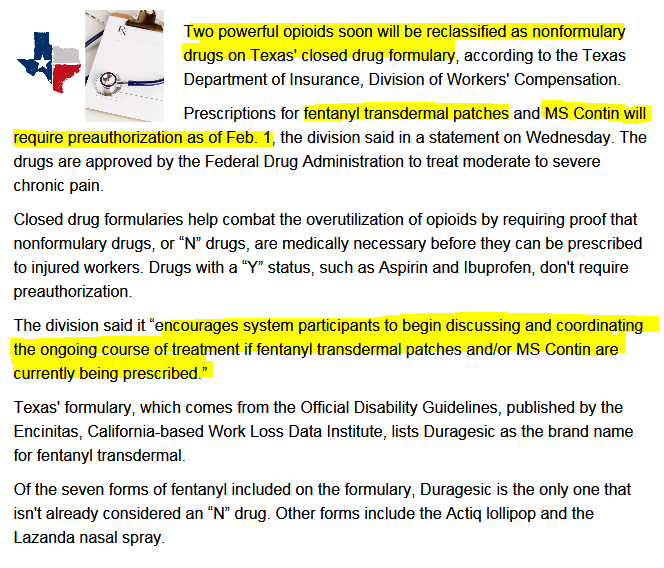 Two powerful opioids soon will be reclassified as nonformulary
drugs on Texas' closed drug formulary, according to the Texas
Department of Insurance, Division of Workers' Compensation.
Prescriptions for fentanyl transdermal patches and MS Contin will
require preauthorization as of Feb. 1, the division said in a statement on Wednesday. The
drugs are approved by the Federal Drug Administration to treat moderate to severe
chronic pain.
Closed drug formularies help combat the overutilization of opioids by requiring proof that
nonformulary drugs, or “N” drugs, are medically necessary before they can be prescribed
to injured workers. Drugs with a “Y” status, such as Aspirin and Ibuprofen, don't require
preauthorization.
The division said it “encourages system participants to begin discussing and coordinating
the ongoing course of treatment if fentanyl transdermal patches and/or MS Contin are
currently being prescribed.”
Texas' formulary, which comes from the Official Disability Guidelines, published by the
Encinitas, California-based Work Loss Data Institute, lists Duragesic as the brand name
for fentanyl transdermal.
Of the seven forms of fentanyl included on the formulary, Duragesic is the only one that
isn't already considered an “N” drug. Other forms include the Actiq lollipop and the
Lazanda nasal spray.